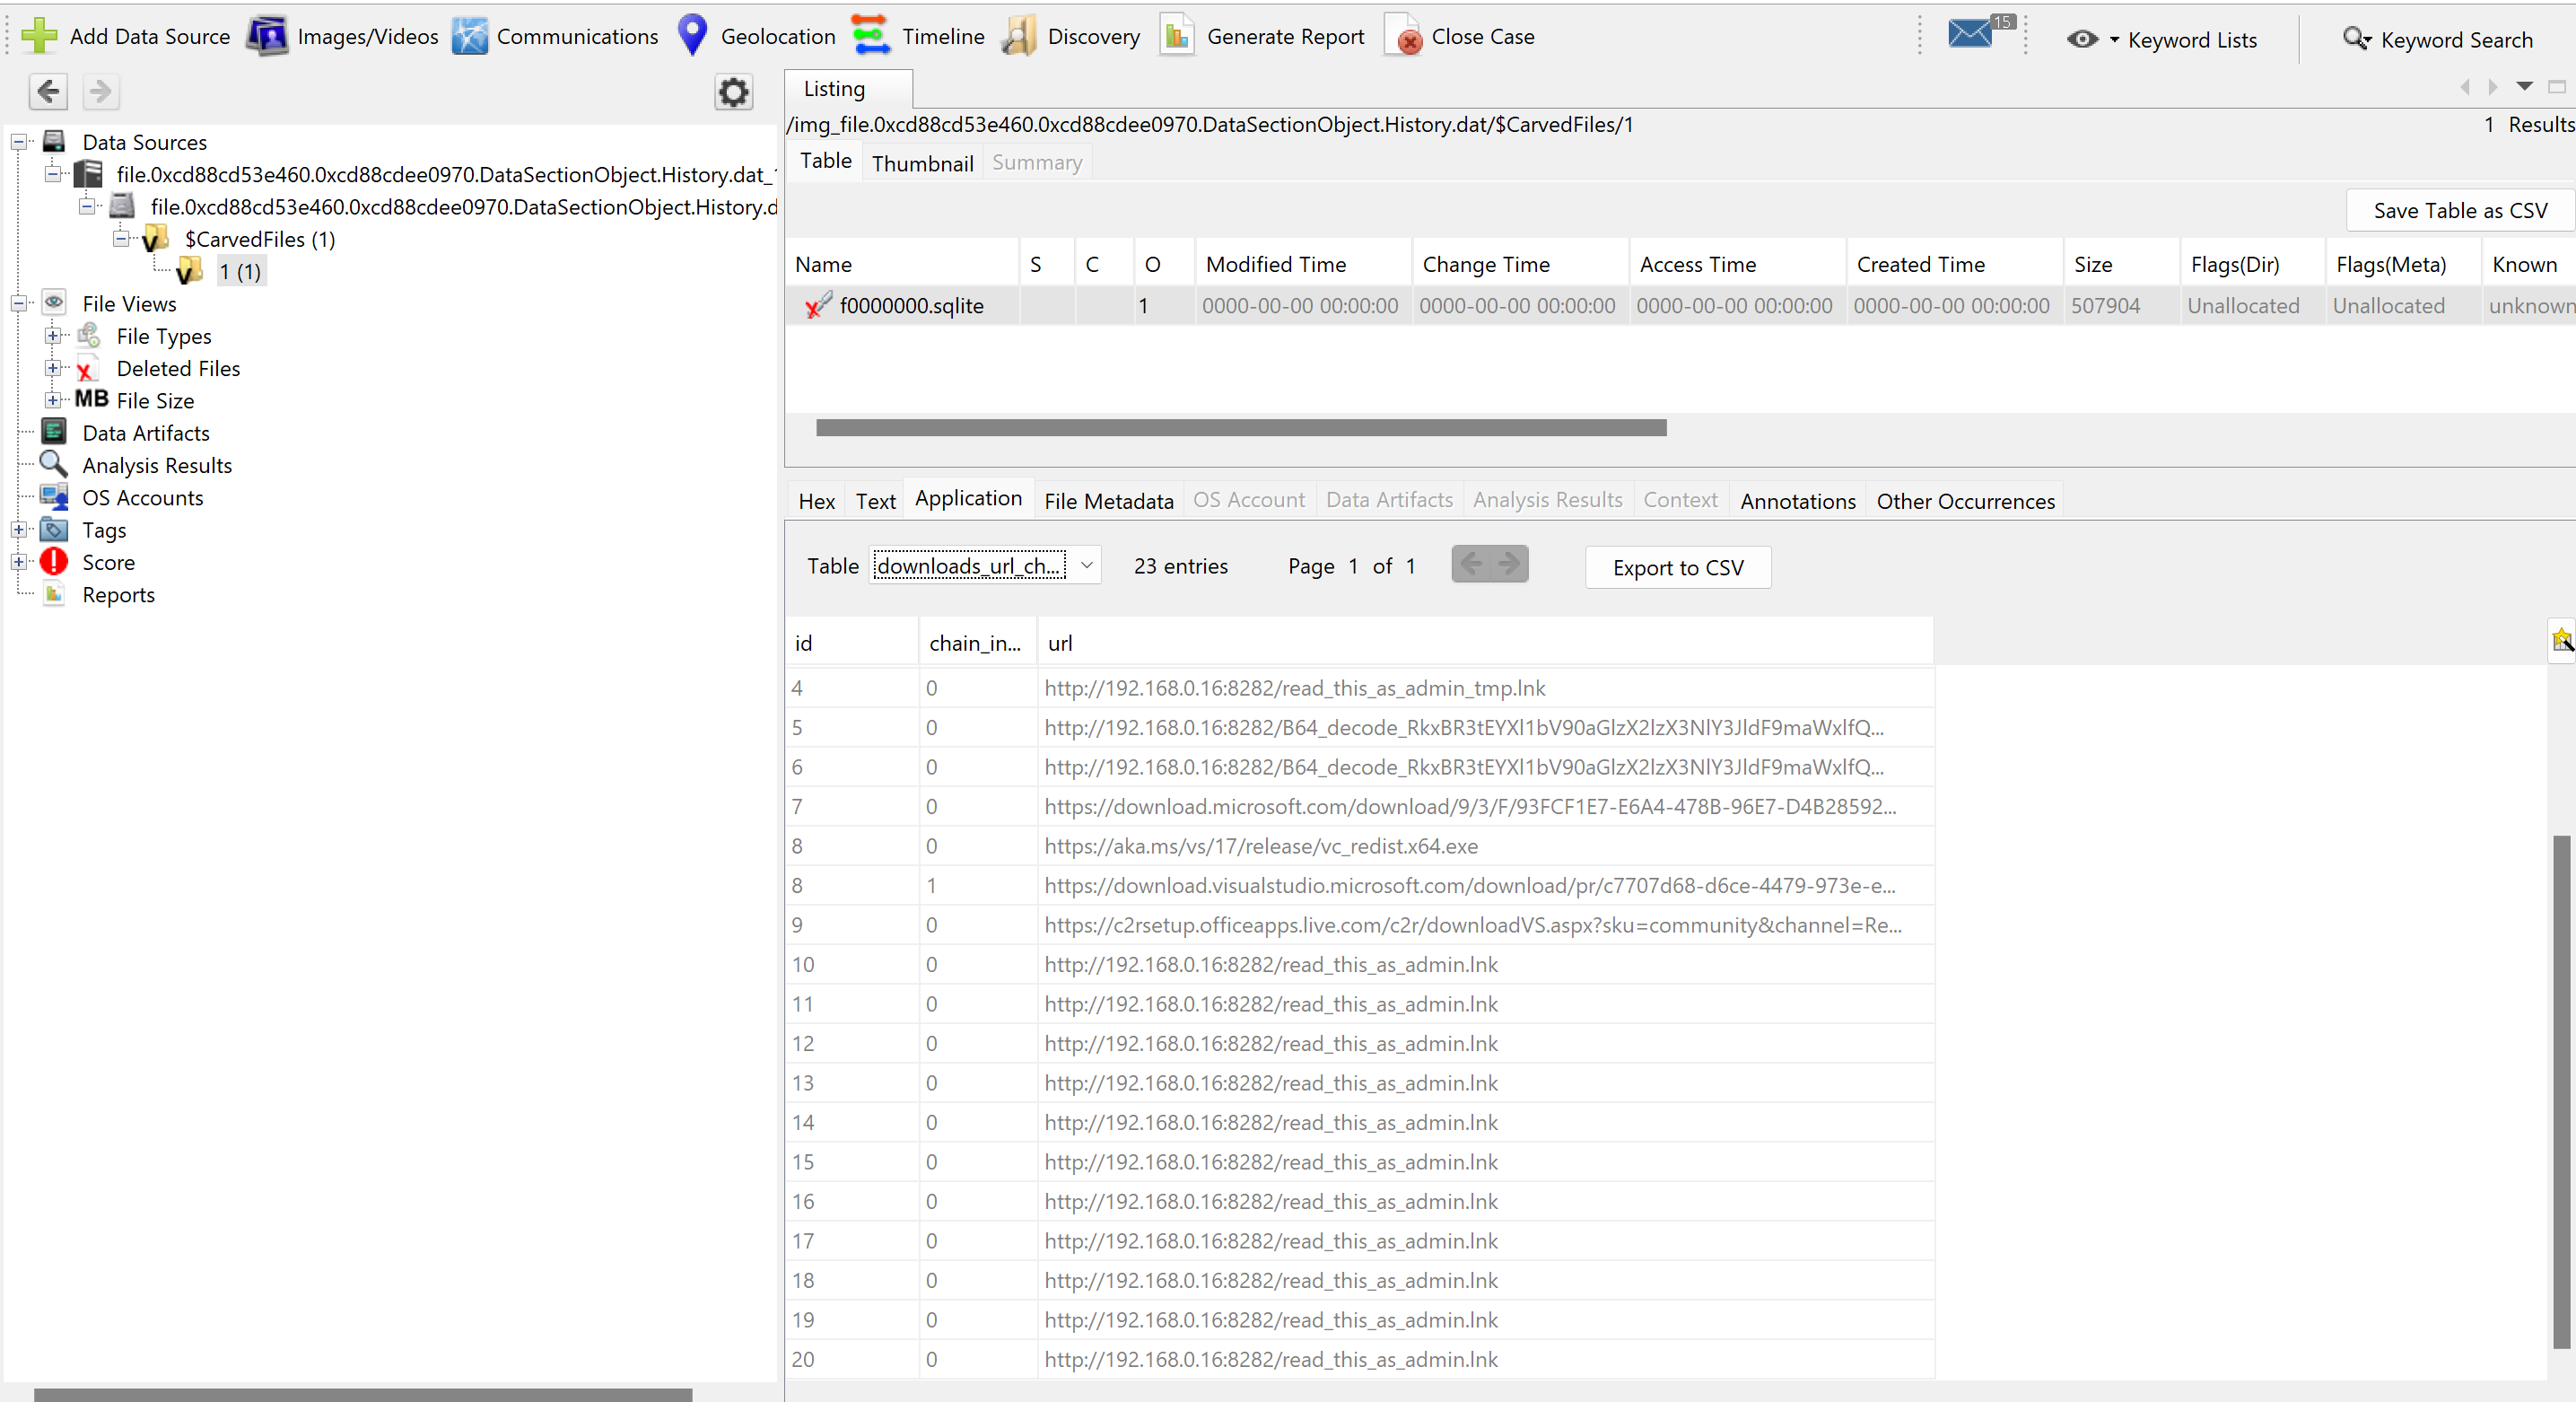 Add Data Source Images/Videos Communications Geolocation Timeline Discovery Generate Report Close Case 15 Keyword Lists Keyword Search
Listing
/img_file.0xcd88cd53e460.0xcd88cdee0970.DataSectionObject.History.dat/$CarvedFiles/1 1 Results
Table Thumbnail Summary
Save Table as CSV
Data Sources
file.0xcd88cd53e460.0xcd88cdee0970.DataSectionObject.History.dat_
file.0xcd88cd53e460.0xcd88cdee0970.DataSectionObject.History.d
$CarvedFiles (1)
1 (1)
File Views
File Types
Deleted Files
MB File Size
Data Artifacts
Analysis Results
OS Accounts
Tags
Score
Reports
Name S C O Modified Time Change Time Access Time Created Time Size Flags(Dir) Flags(Meta) Known
f0000000.sqlite 1 0000-00-00 00:00:00 0000-00-00 00:00:00 0000-00-00 00:00:00 0000-00-00 00:00:00 507904 Unallocated Unallocated unknown
Hex Text Application File Metadata OS Account Data Artifacts Analysis Results Context Annotations Other Occurrences
Table downloads_url_ch... 23 entries Page 1 of 1 Export to CSV
id chain_in... url
4 0 http://192.168.0.16:8282/read_this_as_admin_tmp.lnk
5 0 http://192.168.0.16:8282/B64_decode_RkxBR3tEYXl1bV90aGlzX2lzX3NlY3JldF9maWxlfQ...
6 0 http://192.168.0.16:8282/B64_decode_RkxBR3tEYXl1bV90aGlzX2lzX3NlY3JldF9maWxlfQ...
7 0 https://download.microsoft.com/download/9/3/F/93FCF1E7-E6A4-478B-96E7-D4B28592...
8 0 https://aka.ms/vs/17/release/vc_redist.x64.exe
8 1 https://download.visualstudio.microsoft.com/download/pr/c7707d68-d6ce-4479-973e-e...
9 0 https://c2rsetup.officeapps.live.com/c2r/downloadVS.aspx?sku=community&channel=Re...
10 0 http://192.168.0.16:8282/read_this_as_admin.lnk
11 0 http://192.168.0.16:8282/read_this_as_admin.lnk
12 0 http://192.168.0.16:8282/read_this_as_admin.lnk
13 0 http://192.168.0.16:8282/read_this_as_admin.lnk
14 0 http://192.168.0.16:8282/read_this_as_admin.lnk
15 0 http://192.168.0.16:8282/read_this_as_admin.lnk
16 0 http://192.168.0.16:8282/read_this_as_admin.lnk
17 0 http://192.168.0.16:8282/read_this_as_admin.lnk
18 0 http://192.168.0.16:8282/read_this_as_admin.lnk
19 0 http://192.168.0.16:8282/read_this_as_admin.lnk
20 0 http://192.168.0.16:8282/read_this_as_admin.lnk